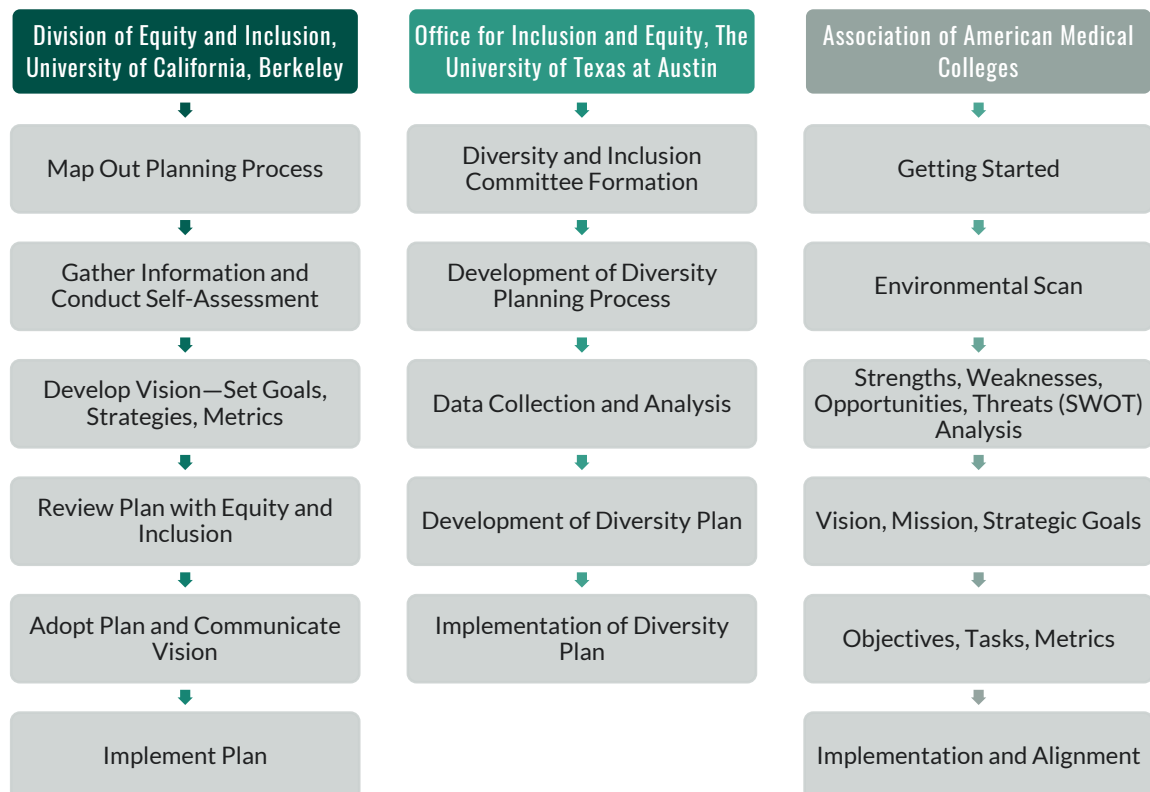 Division of Equity and Inclusion,
University of California, Berkeley
Map Out Planning Process
Gather Information and
Conduct Self-Assessment
Develop Vision—Set Goals,
Strategies, Metrics
Review Plan with Equity and
Inclusion
Adopt Plan and Communicate
Vision
Implement Plan
Office for Inclusion and Equity, The
University of Texas at Austin
Diversity and Inclusion
Committee Formation
Development of Diversity
Planning Process
Data Collection and Analysis
Development of Diversity Plan
Implementation of Diversity
Plan
Association of American Medical
Colleges
Getting Started
Environmental Scan
Strengths, Weaknesses,
Opportunities, Threats (SWOT)
Analysis
Vision, Mission, Strategic Goals
Objectives, Tasks, Metrics
Implementation and Alignment